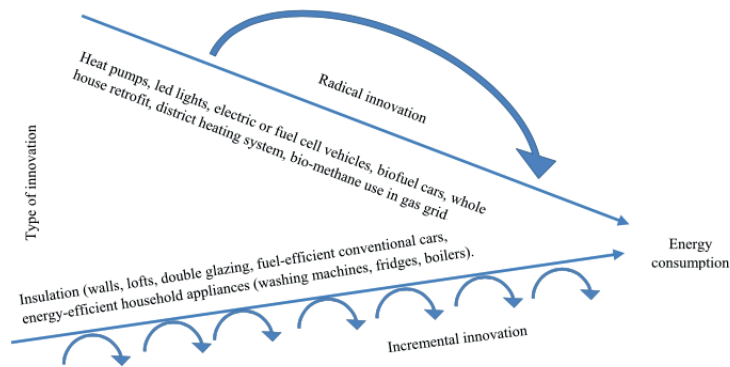 Radical innovation
Heat pumps, led lights, electric or fuel cell vehicles, biofuel cars, whole
house retrofit, district heating system, bio-methane use in gas grid
Type of innovation
Insulation (walls, lofts, double glazing, fuel-efficient conventional cars,
energy-efficient household appliances (washing machines, fridges, boilers).
Energy
consumption
Incremental innovation